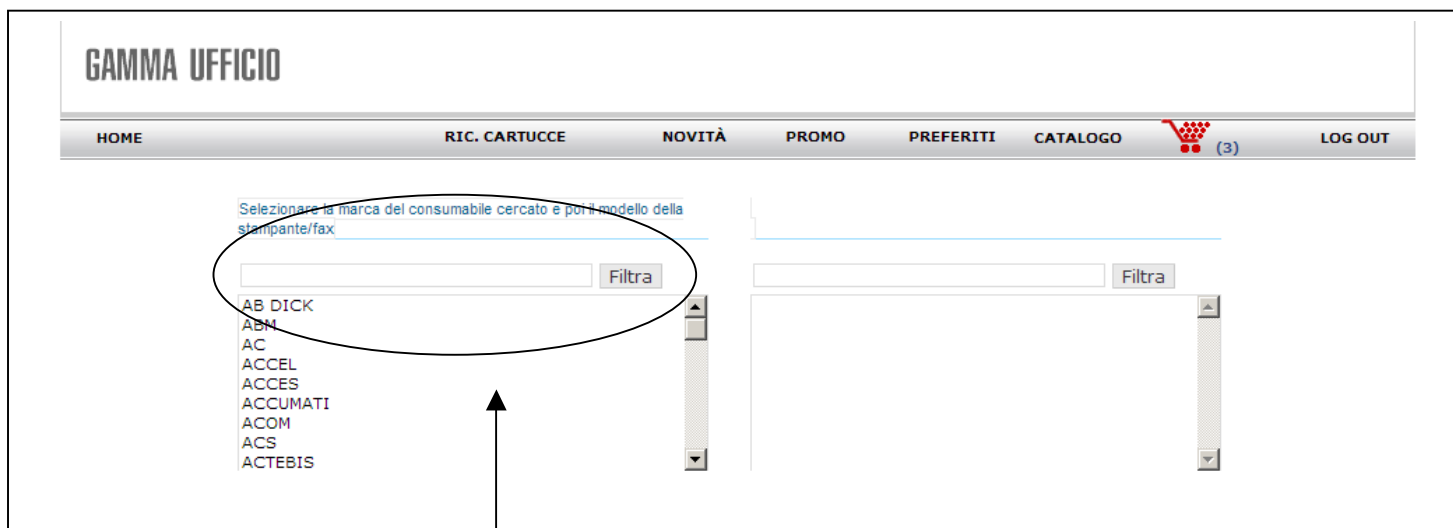 GAMMA UFFICIO
HOME RIC. CARTUCCE NOVITÀ PROMO PREFERITI CATALOGO (3) LOG OUT
Selezionare la marca del consumabile cercato e poi il modello della
stampante/fax
Filtra Filtra
AB DICK
ABM
AC
ACCEL
ACCES
ACCUMATI
ACOM
ACS
ACTEBIS